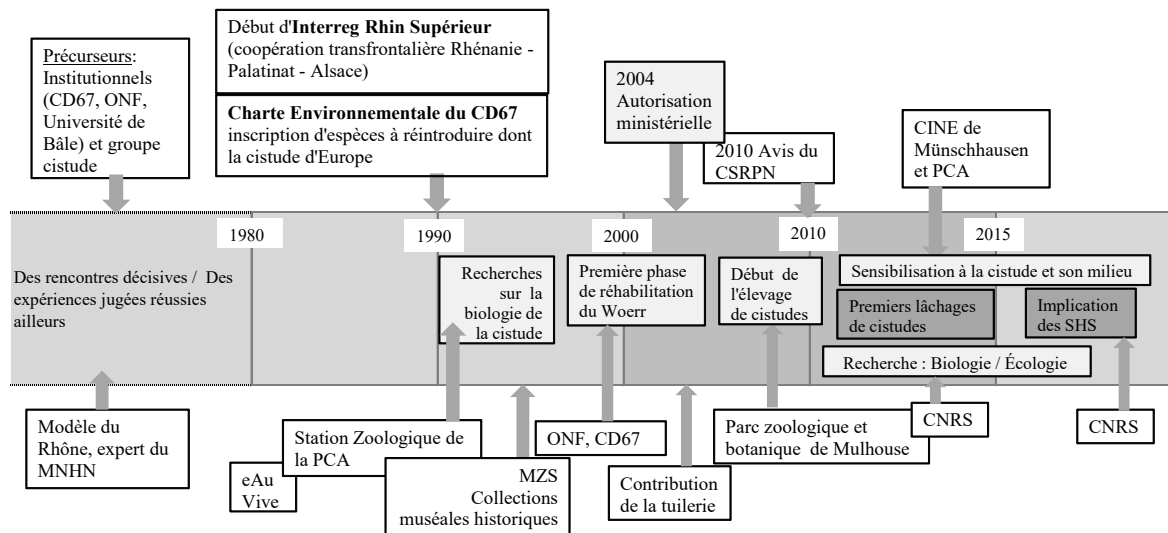 Précurseurs:
Institutionnels
(CD67, ONF,
Université de
Bâle) et groupe
cistude
Début d'Interreg Rhin Supérieur
(coopération transfrontalière Rhénanie -
Palatinat - Alsace)
Charte Environnementale du CD67
inscription d'espèces à réintroduire dont
la cistude d'Europe
2004
Autorisation
ministérielle
2010 Avis du
CSRPN
CINE de
Münschhausen
et PCA
1980
1990
2000
2010
2015
Des rencontres décisives / Des
expériences jugées réussies
ailleurs
Recherches
sur la
biologie de
la cistude
Première phase
de réhabilitation
du Woerr
Début de
l'élevage
de cistudes
Sensibilisation à la cistude et son milieu
Premiers lâchages
de cistudes
Implication
des SHS
Recherche : Biologie / Écologie
Modèle du
Rhône, expert du
MNHN
eAu
Vive
Station Zoologique de
la PCA
MZS
Collections
muséales historiques
ONF, CD67
Contribution
de la tuilerie
Parc zoologique et
botanique de Mulhouse
CNRS
CNRS